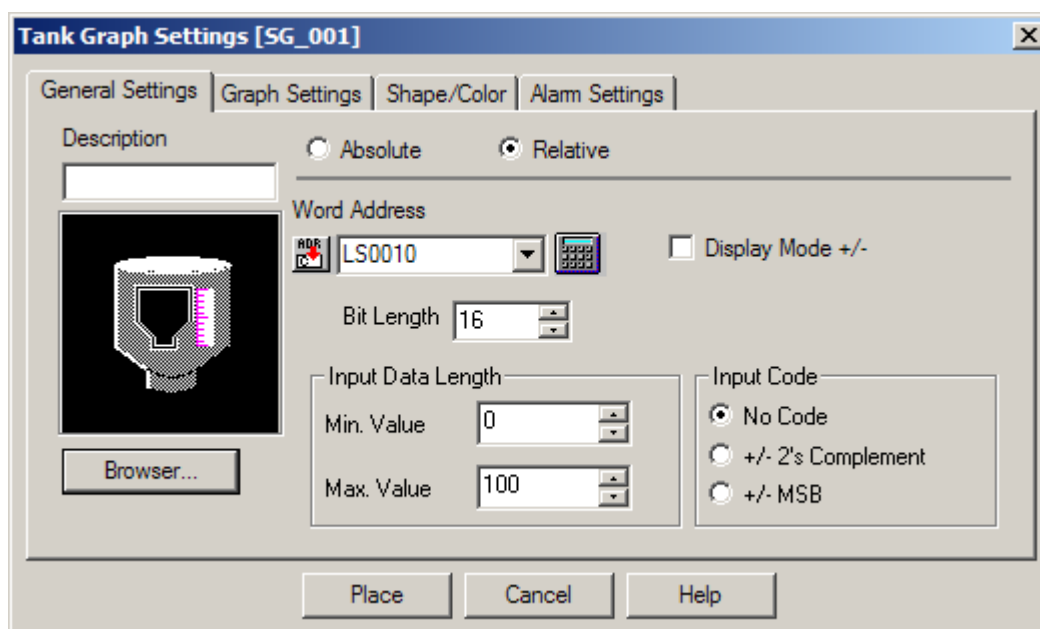 Tank Graph Settings [SG_001]
General Settings
Graph Settings
Shape/Color
Alarm Settings
Description
Absolute
Relative
Word Address
ADR
LS0010
Display Mode +/-
Bit Length 16
Input Data Length
Min. Value 0
Max. Value 100
Input Code
No Code
+/- 2's Complement
+/- MSB
Browser...
Place
Cancel
Help